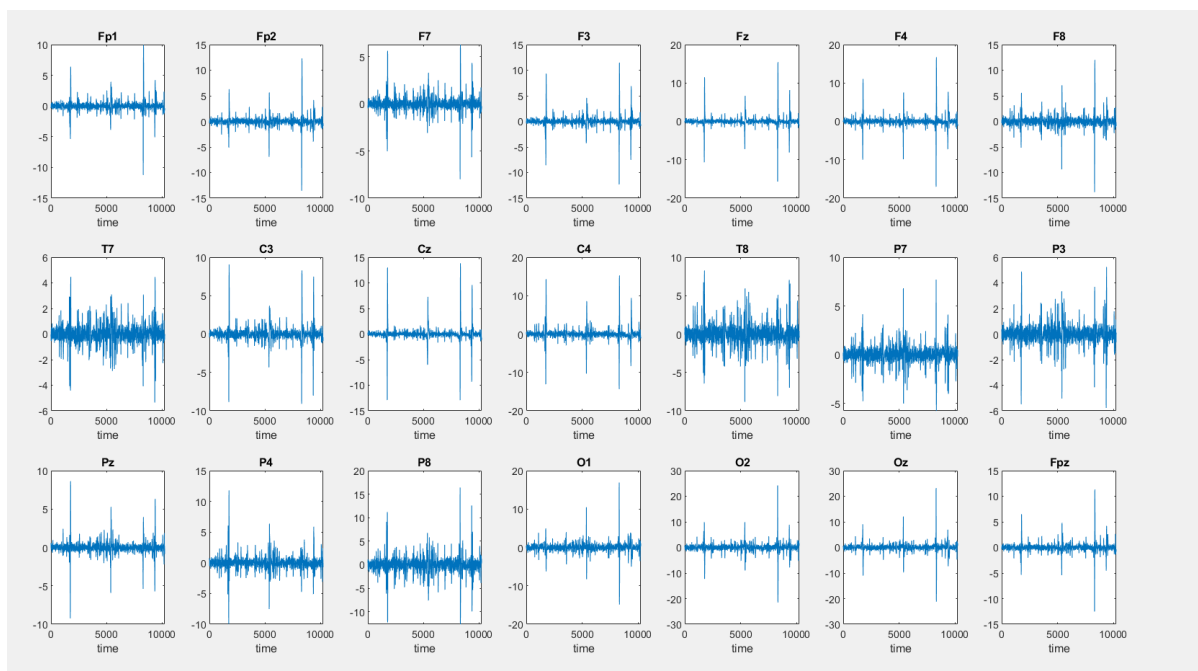 Fp1 Fp2 F7 F3 Fz F4 F8
10 15 15 20 20 15
5 10 5 10 10 10 10
0 5 0 5 0 0 5
-5 0 -5 0 -10 -10 0
-10 -5 -5 -5
-15 -10 -10 -10 -10
-15 -15 -20 -20 -15
0 5000 10000 0 5000 10000 0 5000 10000 0 5000 10000 0 5000 10000 0 5000 10000 0 5000 10000
time time time time time time time
T7 C3 Cz C4 T8 P7 P3
6 10 15 20 10 10 6
4 5 10 10 5 5 4
2 0 5 0 0 0 2
0 -5 0 -10 -5 -5 0
-2 -5 -2
-4 -10 -4
-6 -10 -15 -20 -10 -6
0 5000 10000 0 5000 10000 0 5000 10000 0 5000 10000 0 5000 10000 0 5000 10000 0 5000 10000
time time time time time time time
Pz P4 P8 O1 O2 Oz Fpz
10 15 20 20 30 30 15
5 10 15 10 20 20 10
0 5 10 0 10 10 5
-5 0 5 -10 0 0 0
-5 0 -10 -10 -5
-5 -20 -20 -10
-10 -10 -10 -20 -30 -30 -15
0 5000 10000 0 5000 10000 0 5000 10000 0 5000 10000 0 5000 10000 0 5000 10000 0 5000 10000
time time time time time time time